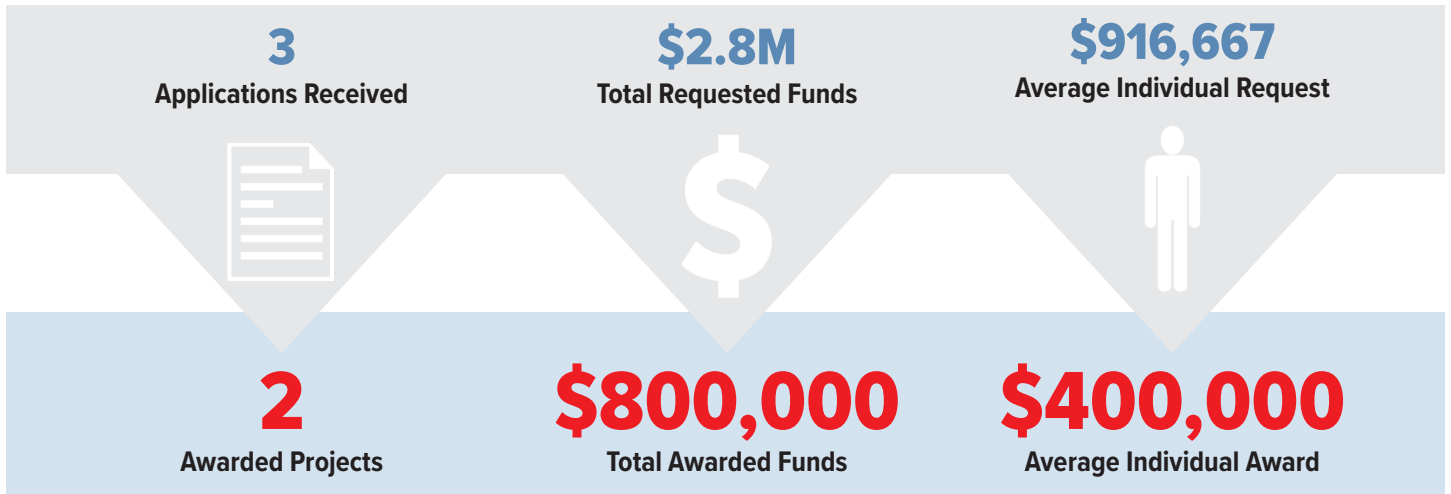 3
Applications Received
$2.8M
Total Requested Funds
$916,667
Average Individual Request
$
2
Awarded Projects
$800,000
Total Awarded Funds
$400,000
Average Individual Award